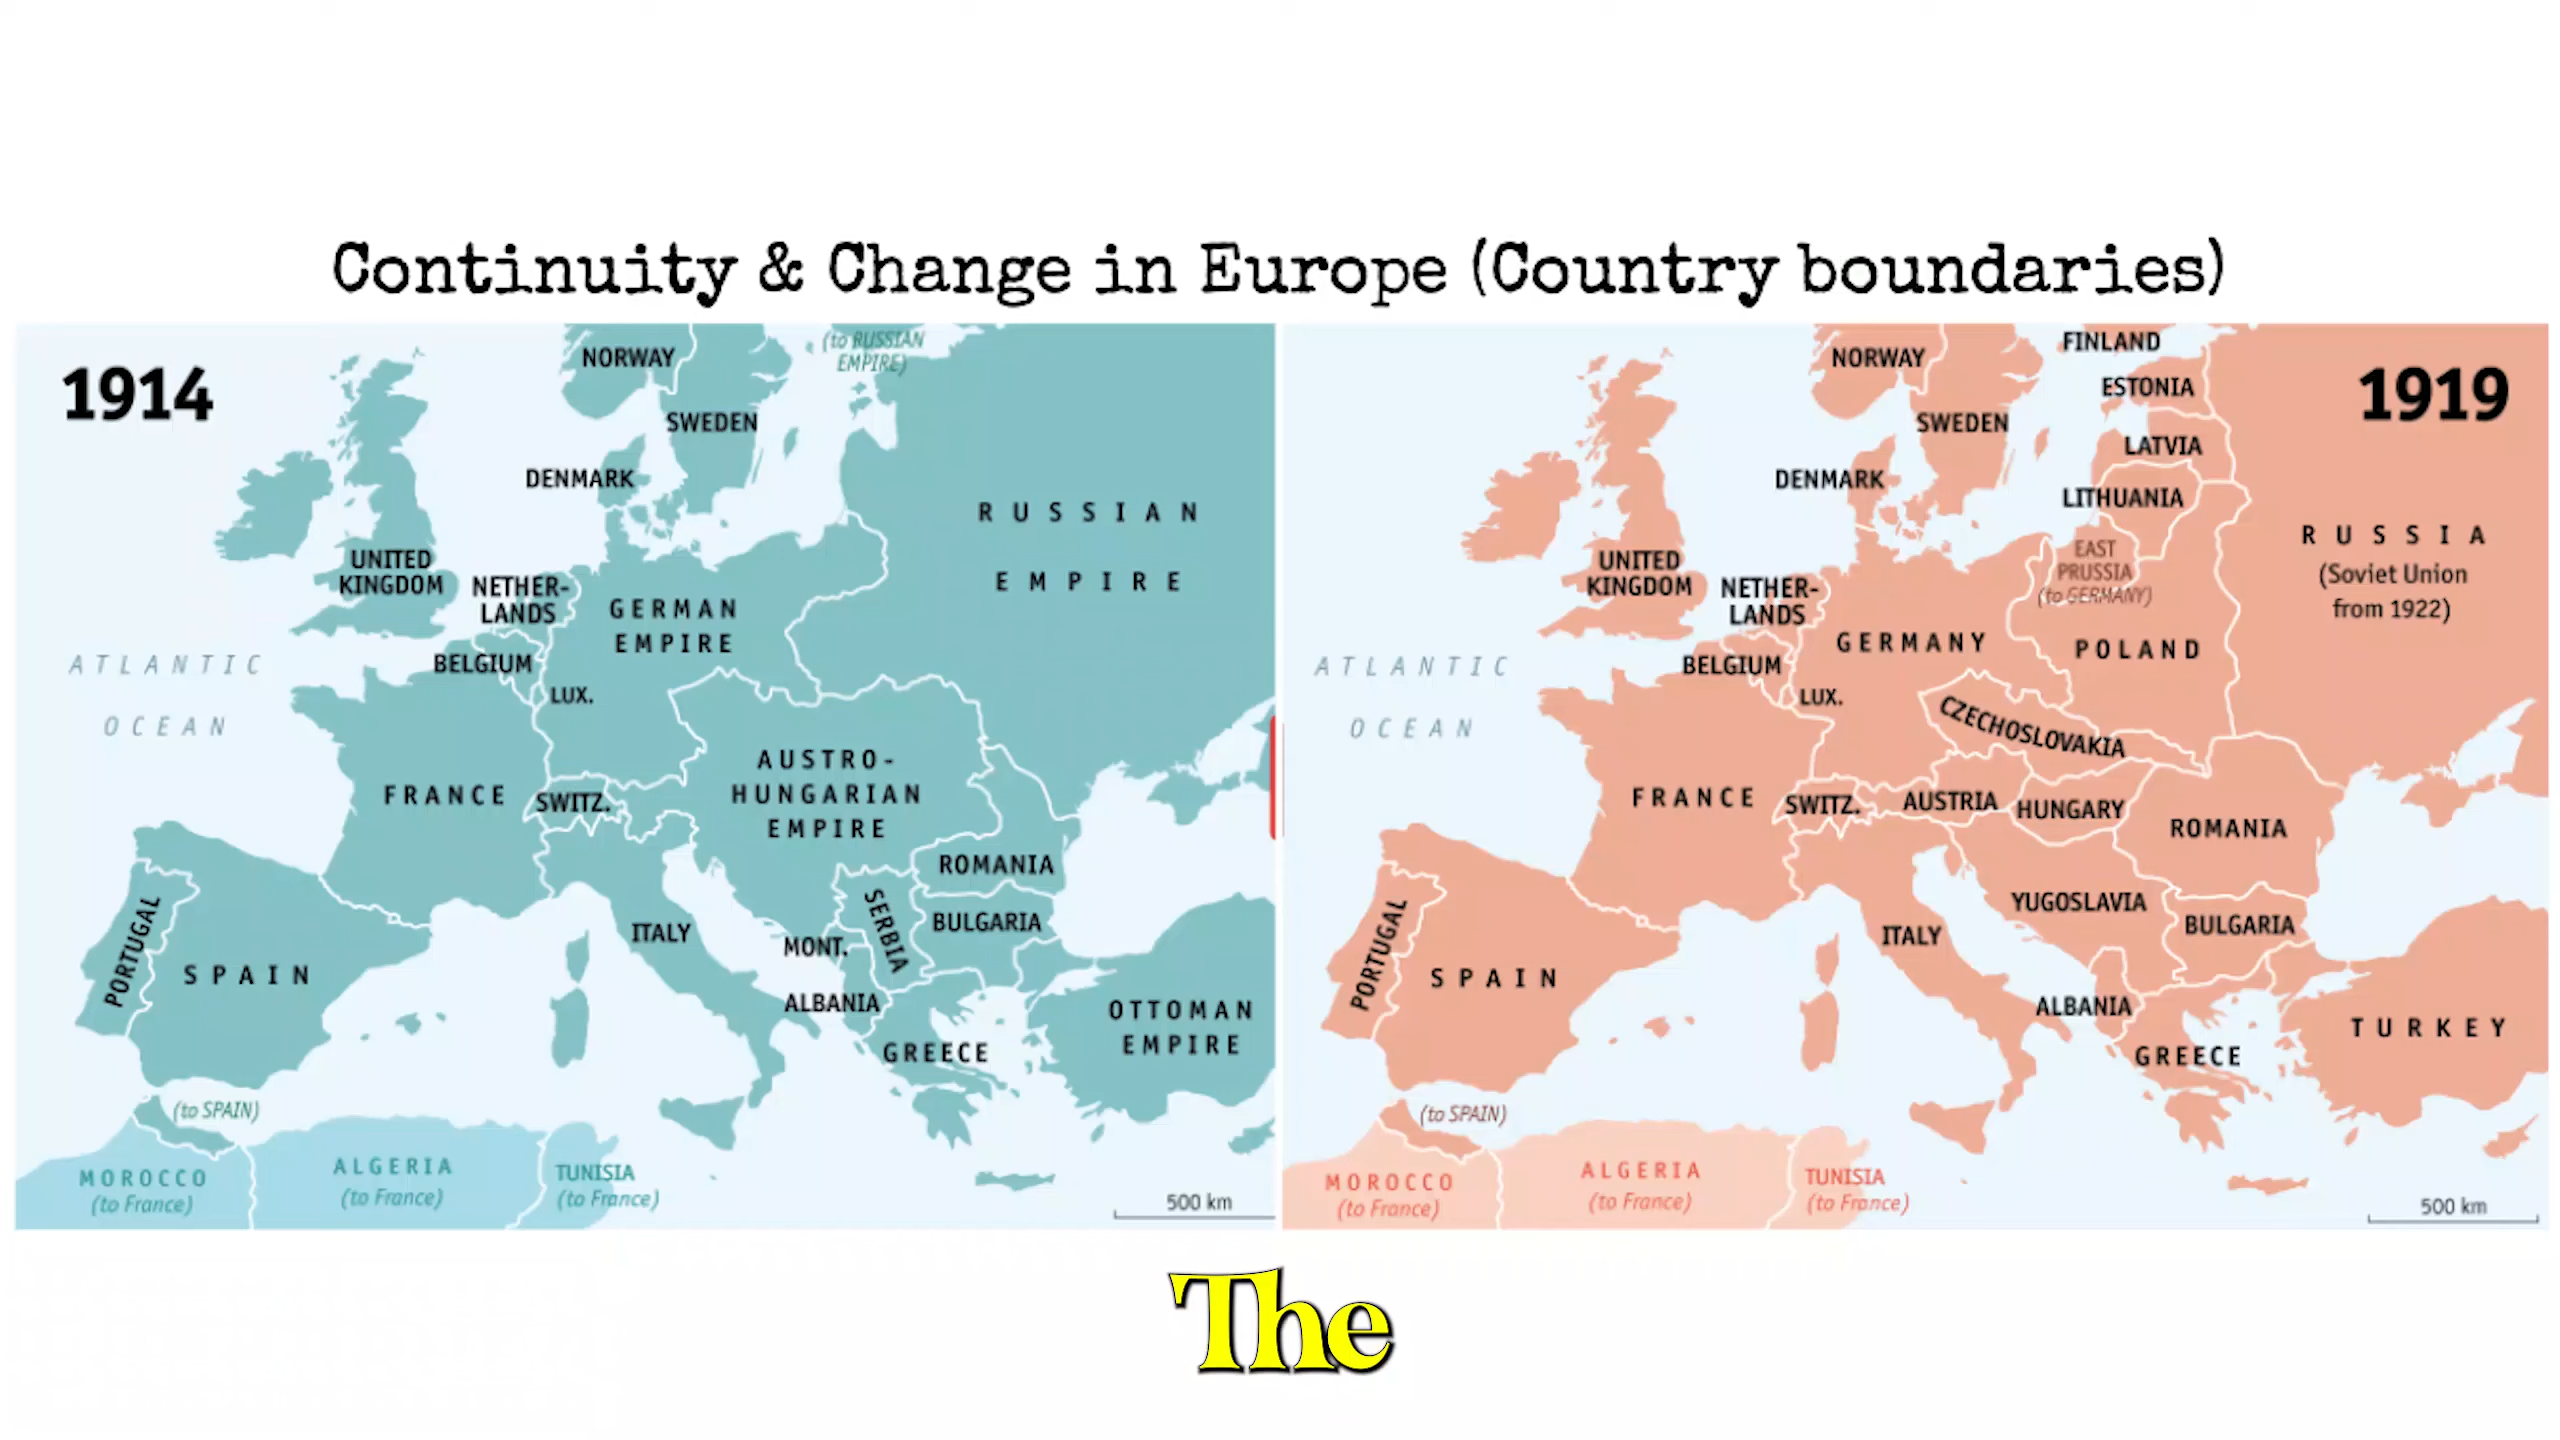 Continuity & Change in Europe (Country boundaries)
1914
NORWAY
(to RUSSIAN
EMPIRE)
SWEDEN
DENMARK
RUSSIAN
EMPIRE
UNITED
KINGDOM
NETHER-
LANDS
GERMAN
EMPIRE
BELGIUM
LUX.
ATLANTIC
OCEAN
AUSTRO-
HUNGARIAN
EMPIRE
FRANCE
SWITZ.
ROMANIA
SERBIA
BULGARIA
ITALY
MONT.
PORTUGAL
SPAIN
ALBANIA
OTTOMAN
EMPIRE
GREECE
(to SPAIN)
MOROCCO
(to France)
ALGERIA
(to France)
TUNISIA
(to France)
500 km
1919
NORWAY
FINLAND
ESTONIA
SWEDEN
LATVIA
DENMARK
LITHUANIA
RUSSIA
(Soviet Union
from 1922)
EAST
PRUSSIA
(to GERMANY)
UNITED
KINGDOM
NETHER-
LANDS
GERMANY
POLAND
BELGIUM
LUX.
ATLANTIC
OCEAN
CZECHOSLOVAKIA
FRANCE
SWITZ.
AUSTRIA
HUNGARY
ROMANIA
YUGOSLAVIA
BULGARIA
ITALY
PORTUGAL
SPAIN
ALBANIA
TURKEY
GREECE
(to SPAIN)
MOROCCO
(to France)
ALGERIA
(to France)
TUNISIA
(to France)
500 km
The